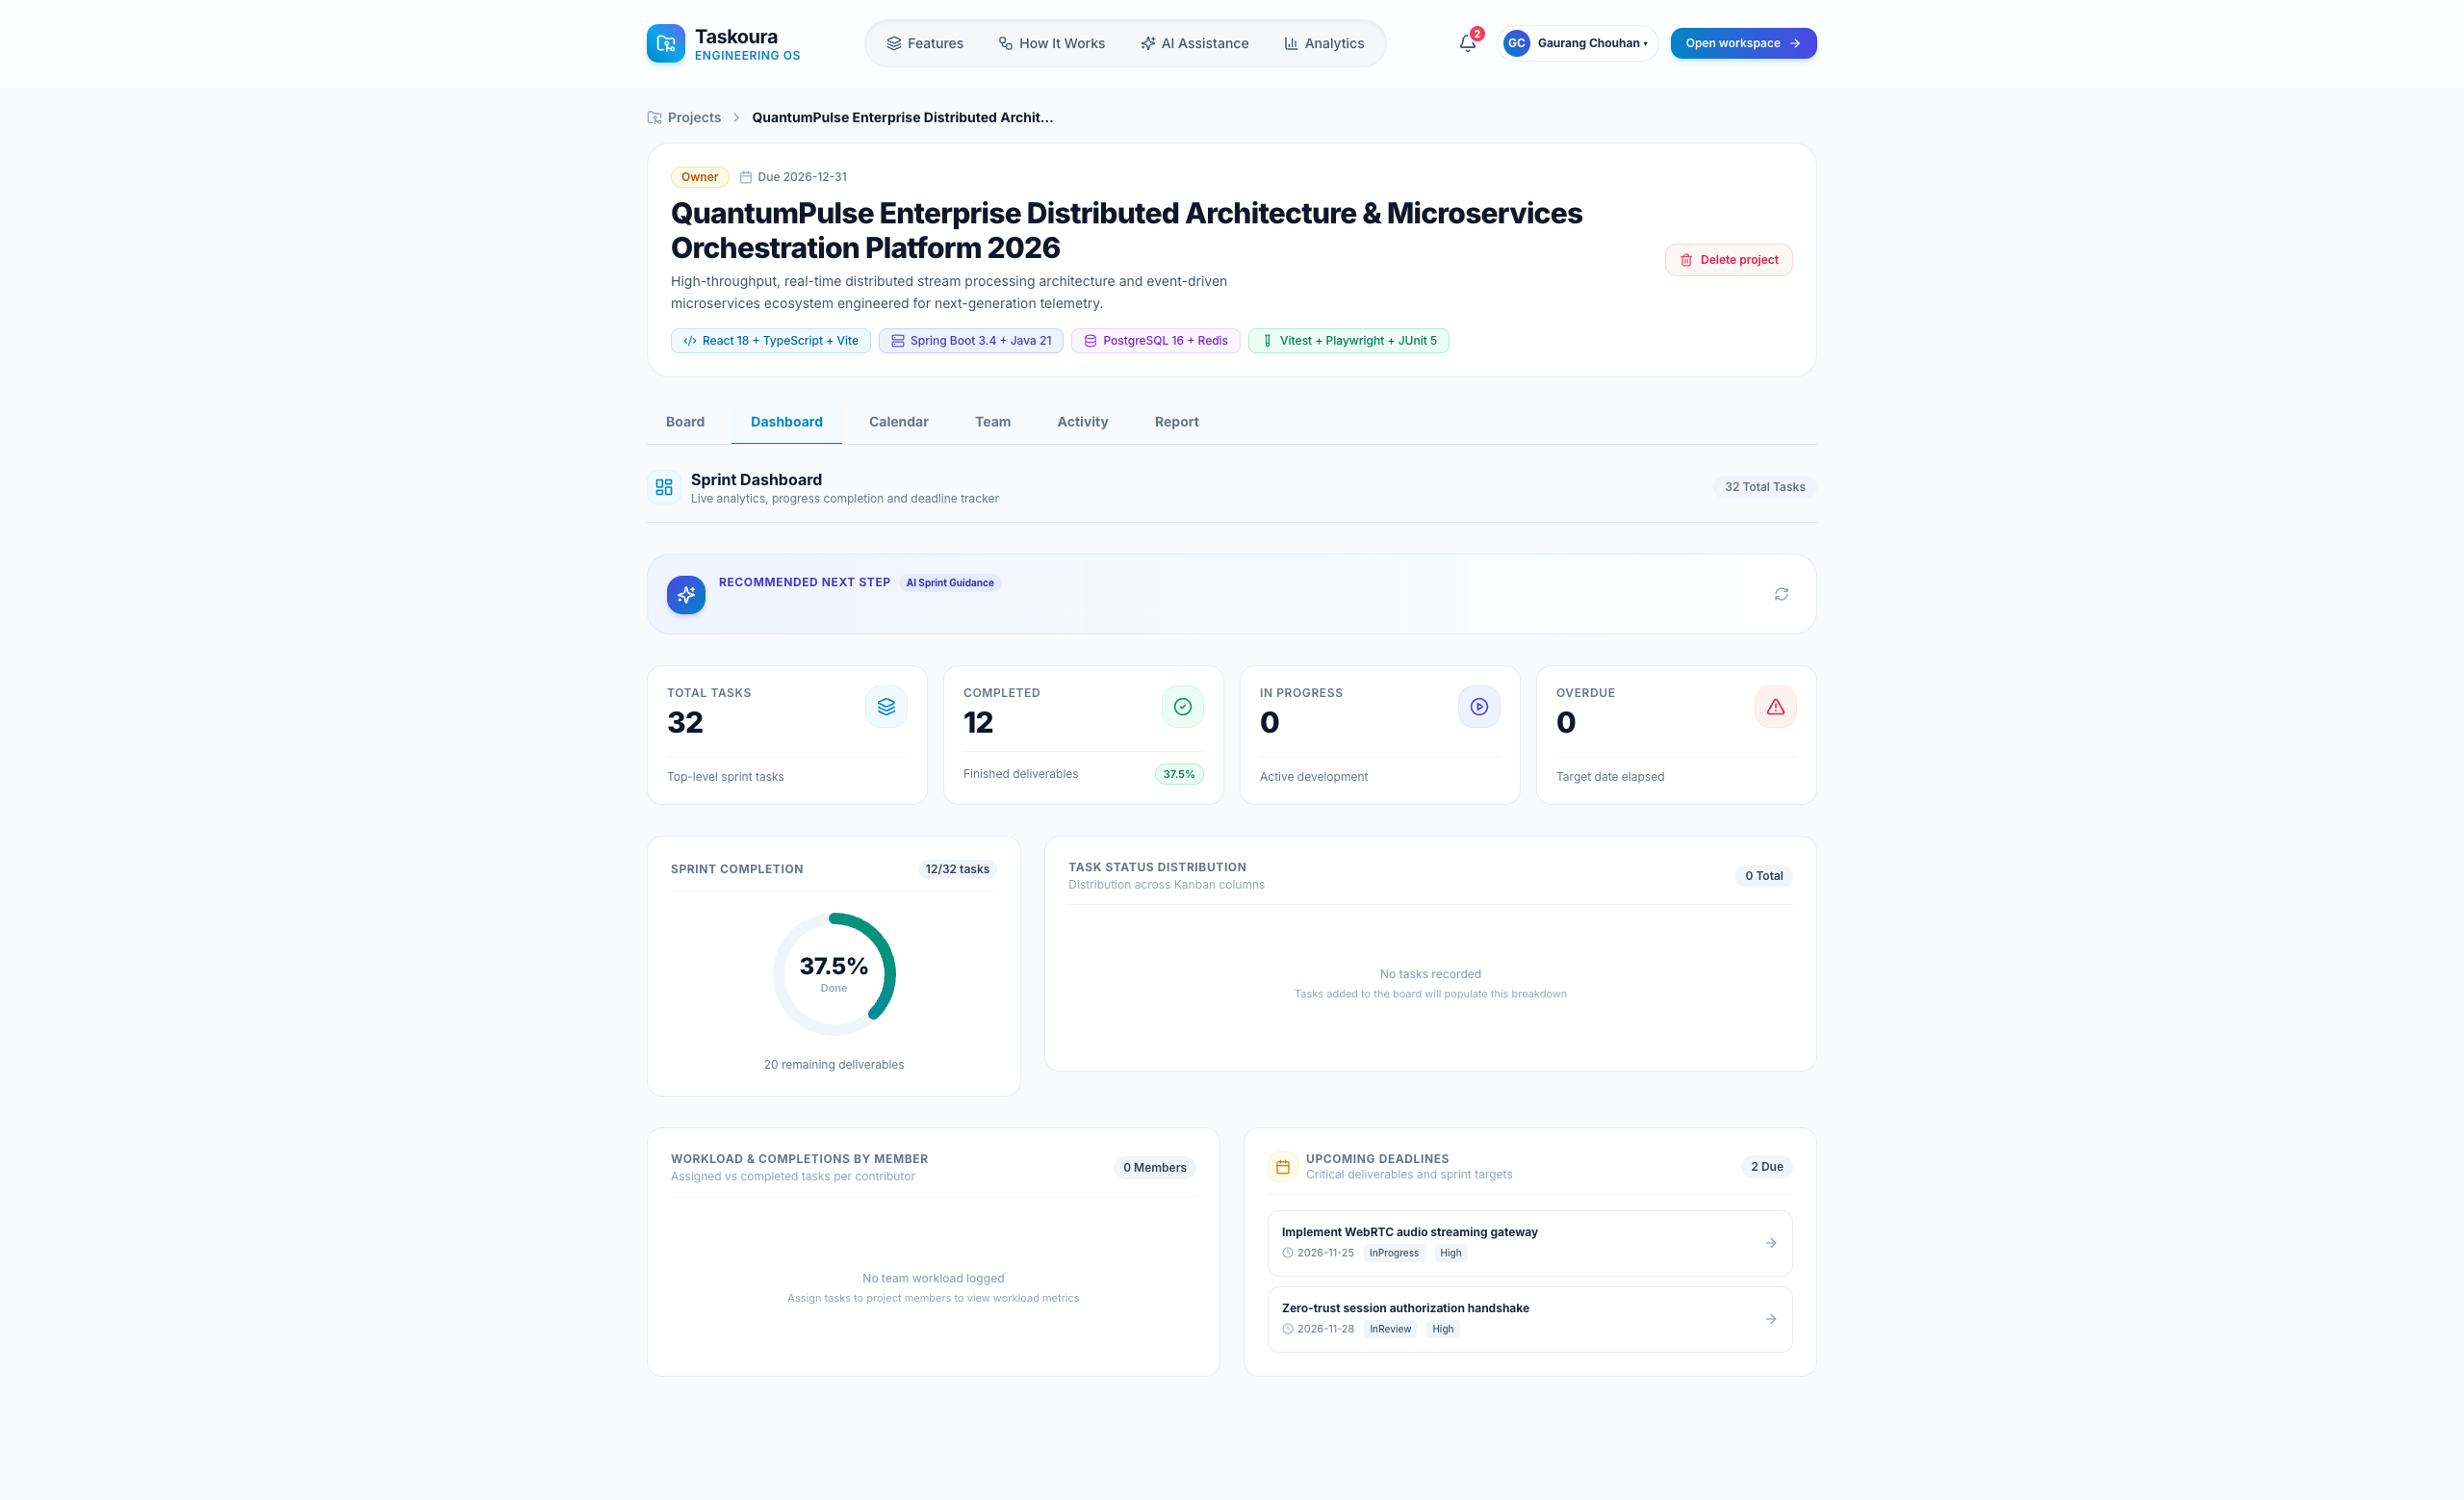 Taskoura
ENGINEERING OS
Features
How It Works
AI Assistance
Analytics
2
GC
Gaurang Chouhan
Open workspace
Projects
QuantumPulse Enterprise Distributed Archit...
Owner
Due 2026-12-31
QuantumPulse Enterprise Distributed Architecture & Microservices
Orchestration Platform 2026
High-throughput, real-time distributed stream processing architecture and event-driven
microservices ecosystem engineered for next-generation telemetry.
Delete project
React 18 + TypeScript + Vite
Spring Boot 3.4 + Java 21
PostgreSQL 16 + Redis
Vitest + Playwright + JUnit 5
Board
Dashboard
Calendar
Team
Activity
Report
Sprint Dashboard
Live analytics, progress completion and deadline tracker
32 Total Tasks
RECOMMENDED NEXT STEP
AI Sprint Guidance
TOTAL TASKS
32
Top-level sprint tasks
COMPLETED
12
Finished deliverables
37.5%
IN PROGRESS
0
Active development
OVERDUE
0
Target date elapsed
SPRINT COMPLETION
12/32 tasks
37.5%
Done
20 remaining deliverables
TASK STATUS DISTRIBUTION
Distribution across Kanban columns
0 Total
No tasks recorded
Tasks added to the board will populate this breakdown
WORKLOAD & COMPLETIONS BY MEMBER
Assigned vs completed tasks per contributor
0 Members
No team workload logged
Assign tasks to project members to view workload metrics
UPCOMING DEADLINES
Critical deliverables and sprint targets
2 Due
Implement WebRTC audio streaming gateway
2026-11-25
InProgress
High
Zero-trust session authorization handshake
2026-11-28
InReview
High